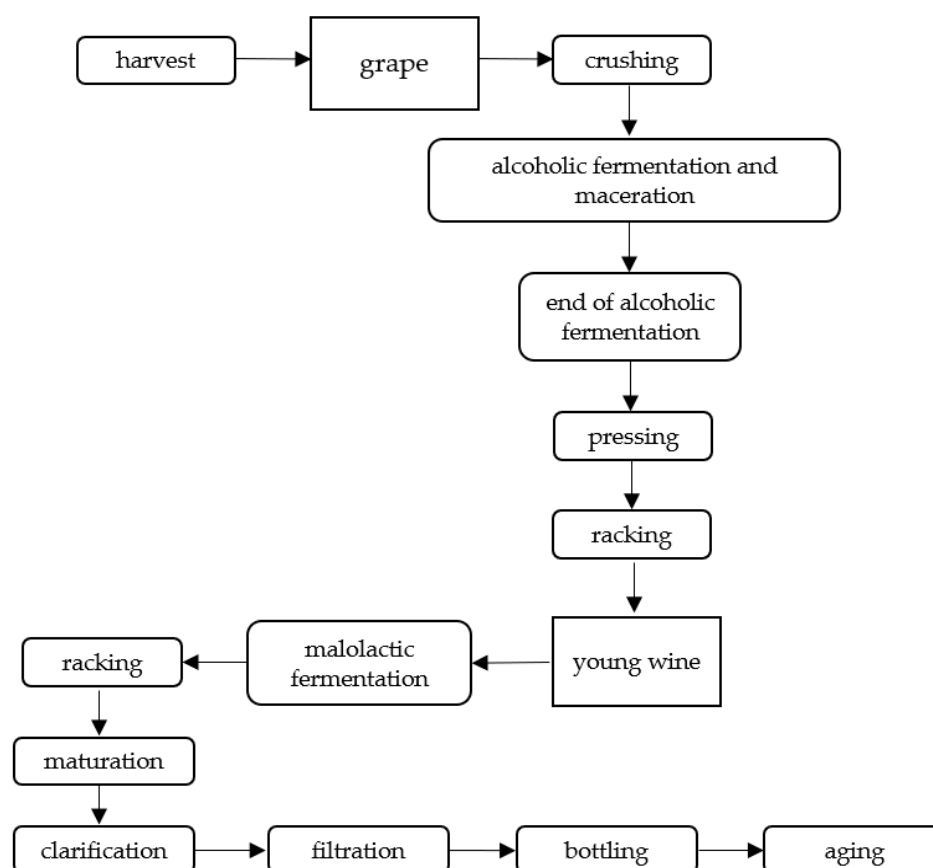 harvest
grape
crushing
alcoholic fermentation and
maceration
end of alcoholic
fermentation
pressing
racking
young wine
malolactic
fermentation
racking
maturation
clarification
filtration
bottling
aging